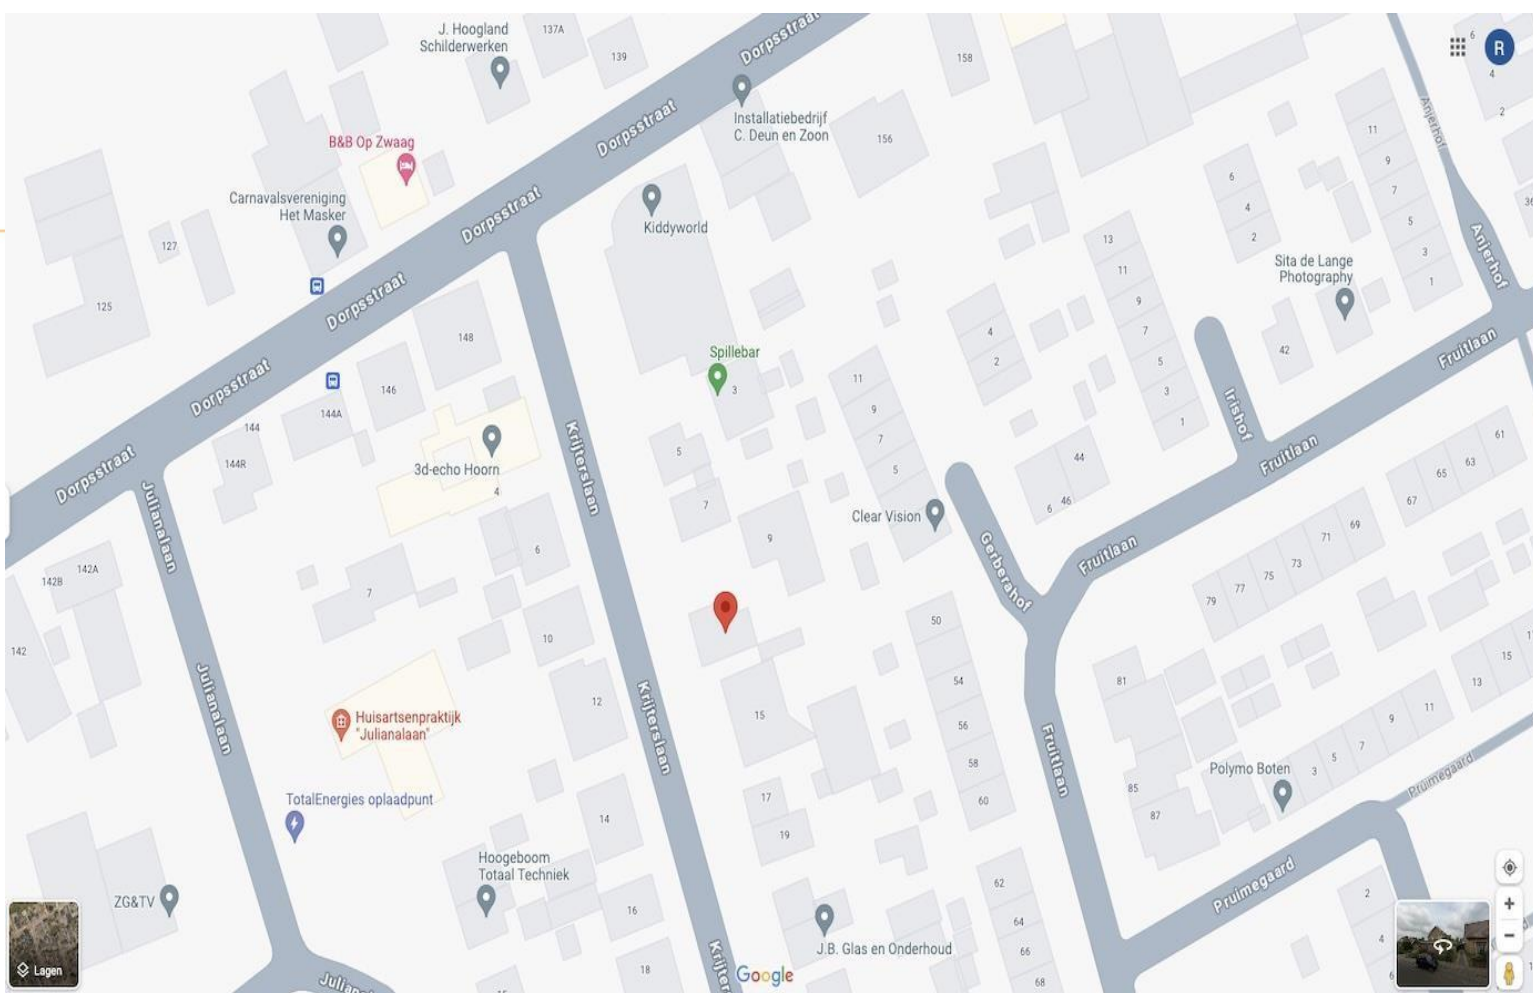 J. Hoogland
Schilderwerken
137A
139
Dorpsstraat
158
6
R
4
2
Installatiebedrijf
C. Deun en Zoon
156
Dorpsstraat
B&B Op Zwaag
Anjerhof
11
9
7
5
3
1
36
6
4
2
Carnavalsvereniging
Het Masker
Dorpsstraat
Kiddyworld
127
125
13
11
9
7
5
3
1
Sita de Lange
Photography
Anjerhof
42
Dorpsstraat
148
146
144A
144
144R
4
2
Spillebar
3
11
9
7
5
Fruitlaan
Irishof
Dorpsstraat
Dorpsstraat
3d-echo Hoorn
4
Krijterslaan
5
7
9
Clear Vision
44
46
6
Fruitlaan
61
63
65
67
69
71
73
75
77
79
Julianalaan
142A
142B
142
7
6
10
12
Gerberahof
Fruitlaan
50
54
56
58
60
81
85
87
15
13
11
9
7
5
3
Julianalaan
Huisartsenpraktijk
"Julianalaan"
Krijterslaan
15
17
19
Fruitlaan
Polymo Boten
Pruimegaard
TotalEnergies oplaadpunt
14
Hoogeboom
Totaal Techniek
16
18
ZG&TV
62
64
66
68
Pruimegaard
2
4
6
J.B. Glas en Onderhoud
Lagen
Google